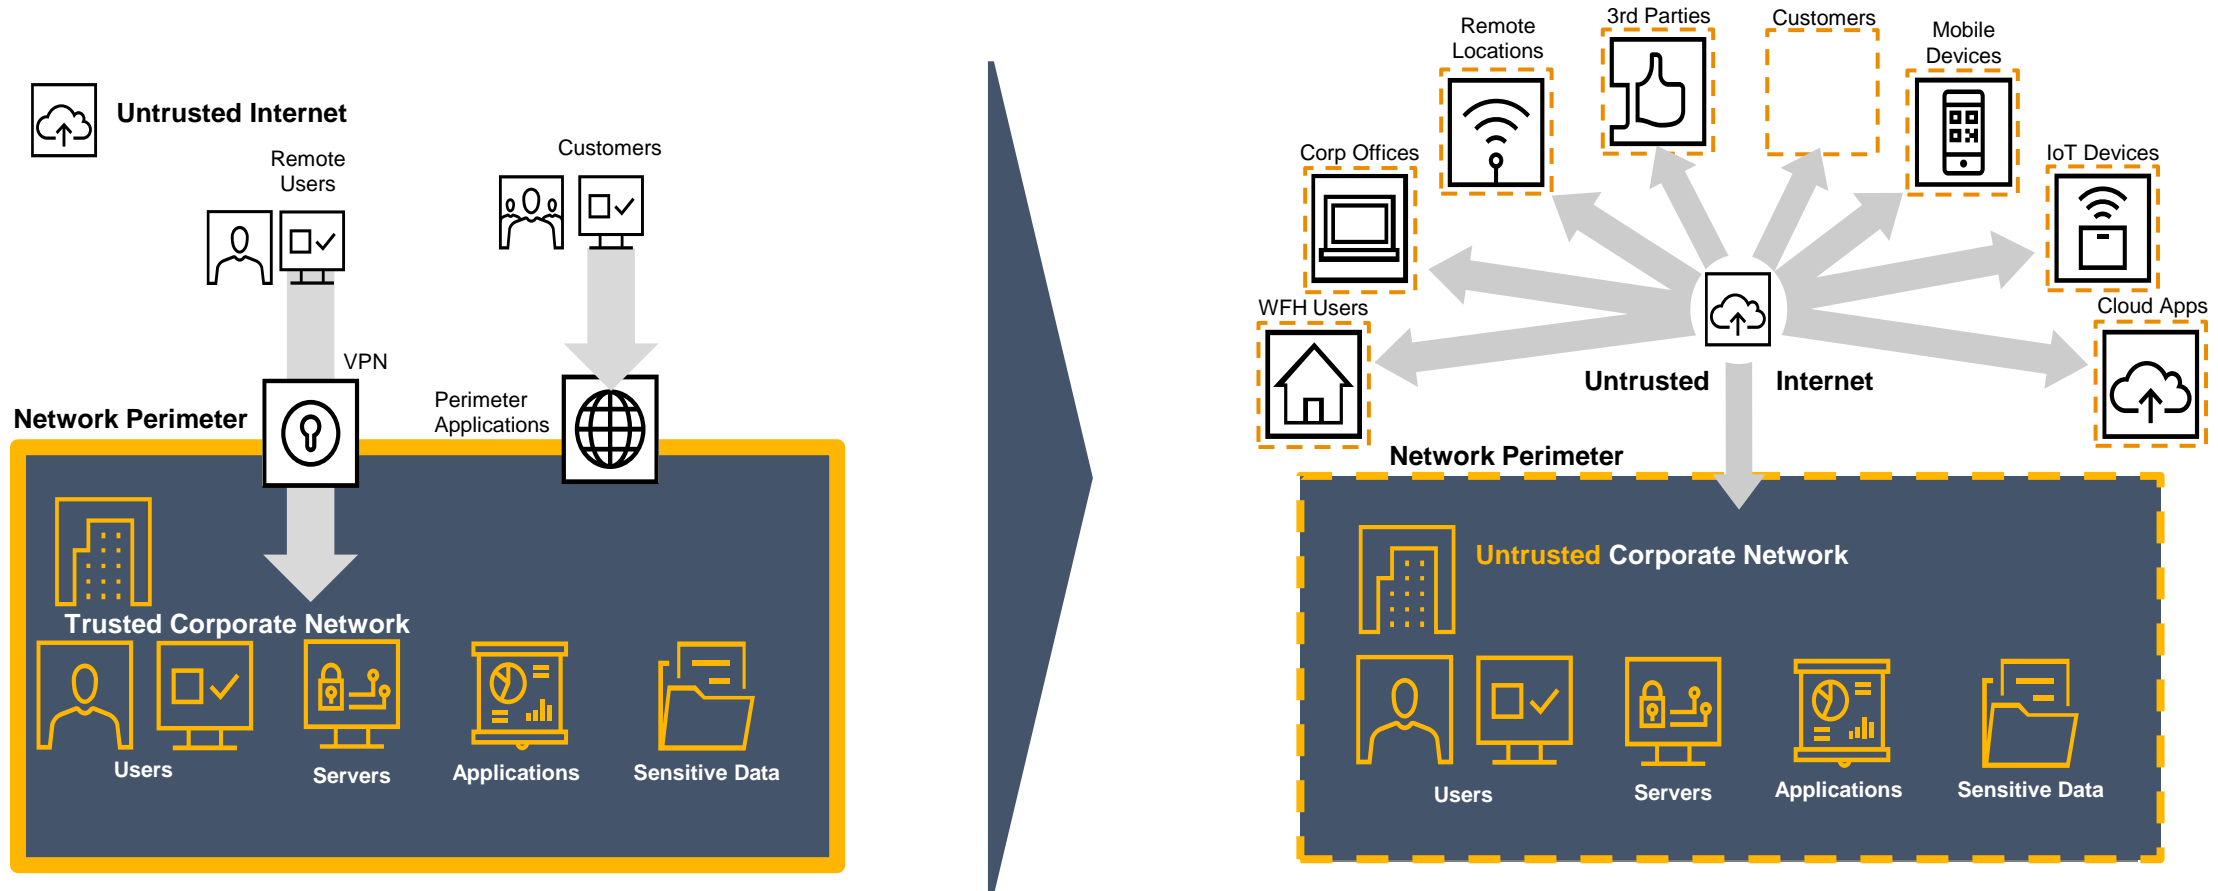 Untrusted Internet
Remote
Users
Customers
VPN
Network Perimeter
Perimeter
Applications
Trusted Corporate Network
Users
Servers
Applications
Sensitive Data
Remote
Locations
3rd Parties
Customers
Mobile
Devices
Corp Offices
IoT Devices
WFH Users
Cloud Apps
Untrusted Internet
Network Perimeter
Untrusted Corporate Network
Users
Servers
Applications
Sensitive Data